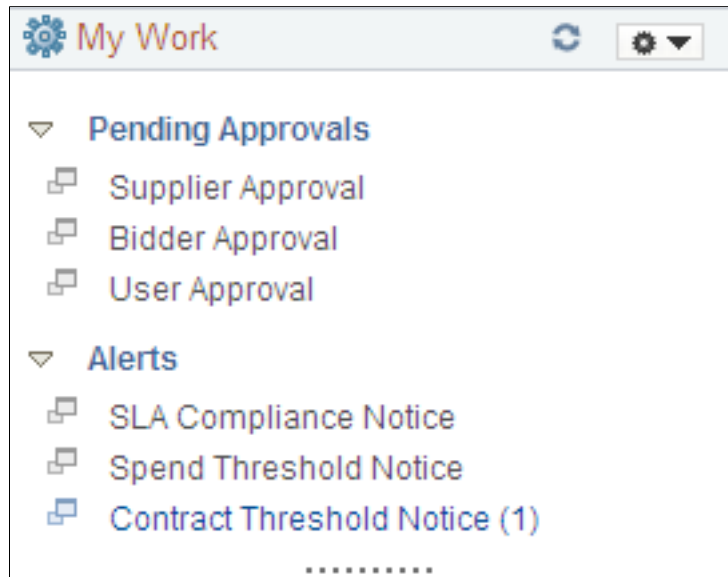 My Work
Pending Approvals
Supplier Approval
Bidder Approval
User Approval
Alerts
SLA Compliance Notice
Spend Threshold Notice
Contract Threshold Notice (1)